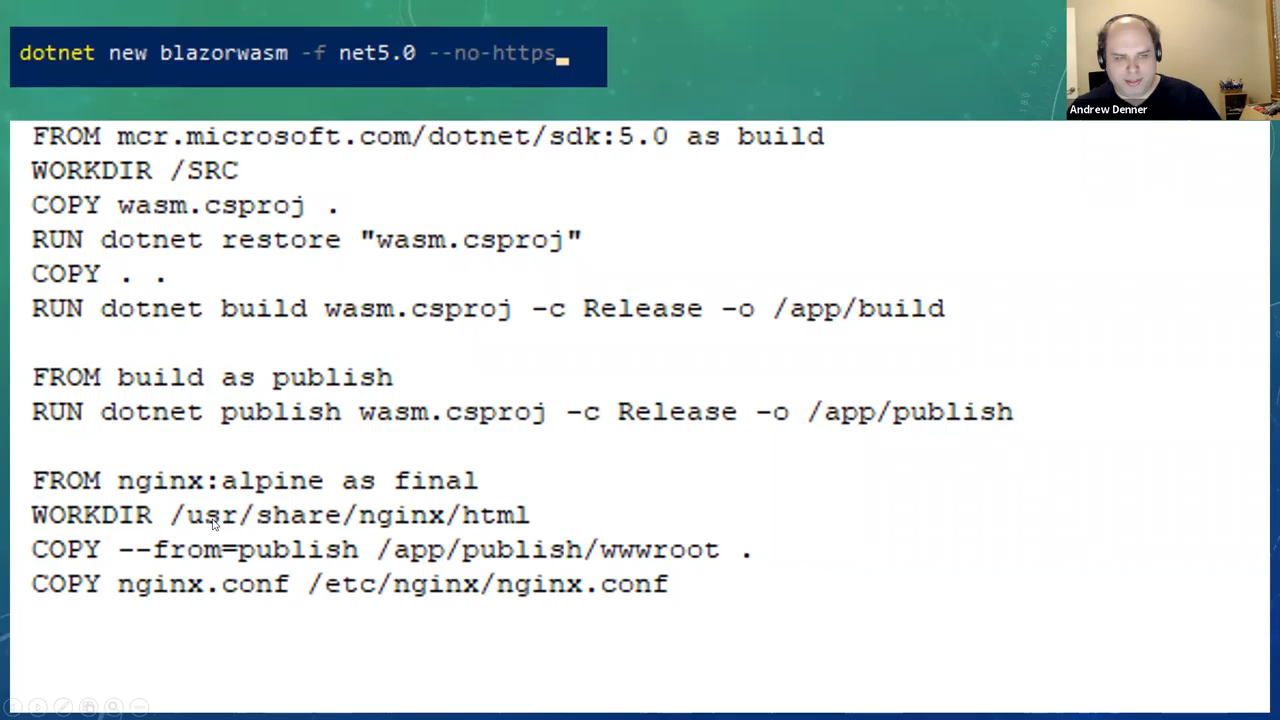 dotnet new blazorwasm -f net5.0 --no-https
Andrew Denner
FROM mcr.microsoft.com/dotnet/sdk:5.0 as build
WORKDIR /SRC
COPY wasm.csproj .
RUN dotnet restore "wasm.csproj"
COPY . .
RUN dotnet build wasm.csproj -c Release -o /app/build
FROM build as publish
RUN dotnet publish wasm.csproj -c Release -o /app/publish
FROM nginx:alpine as final
WORKDIR /usr/share/nginx/html
COPY --from=publish /app/publish/wwwroot .
COPY nginx.conf /etc/nginx/nginx.conf